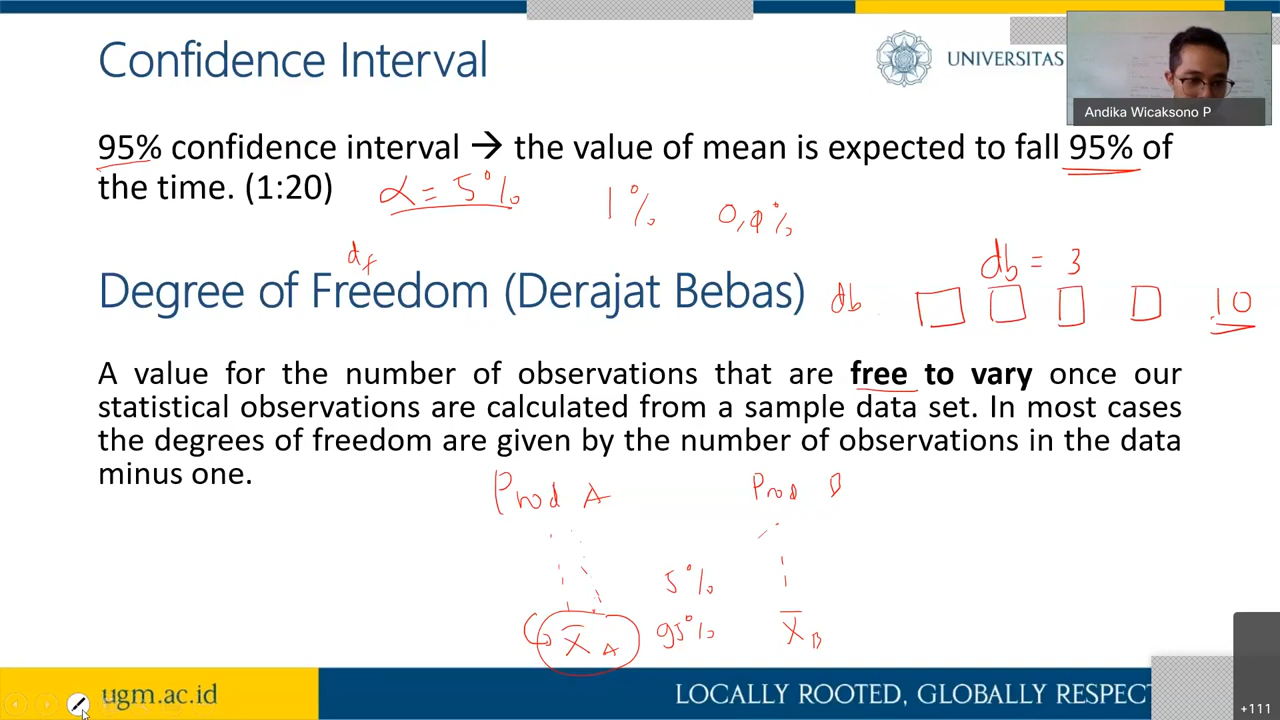 Confidence Interval
UNIVERSITAS
Andika Wicaksono P
95% confidence interval → the value of mean is expected to fall 95% of
the time. (1:20)
α = 5%
1%
df
db = 3
Degree of Freedom (Derajat Bebas)
db
10
A value for the number of observations that are free to vary once our
statistical observations are calculated from a sample data set. In most cases
the degrees of freedom are given by the number of observations in the data
minus one.
Prod A
Prod B
5%
95%
X̅ A
X̅ B
ugm.ac.id
LOCALLY ROOTED, GLOBALLY RESPEC
+111